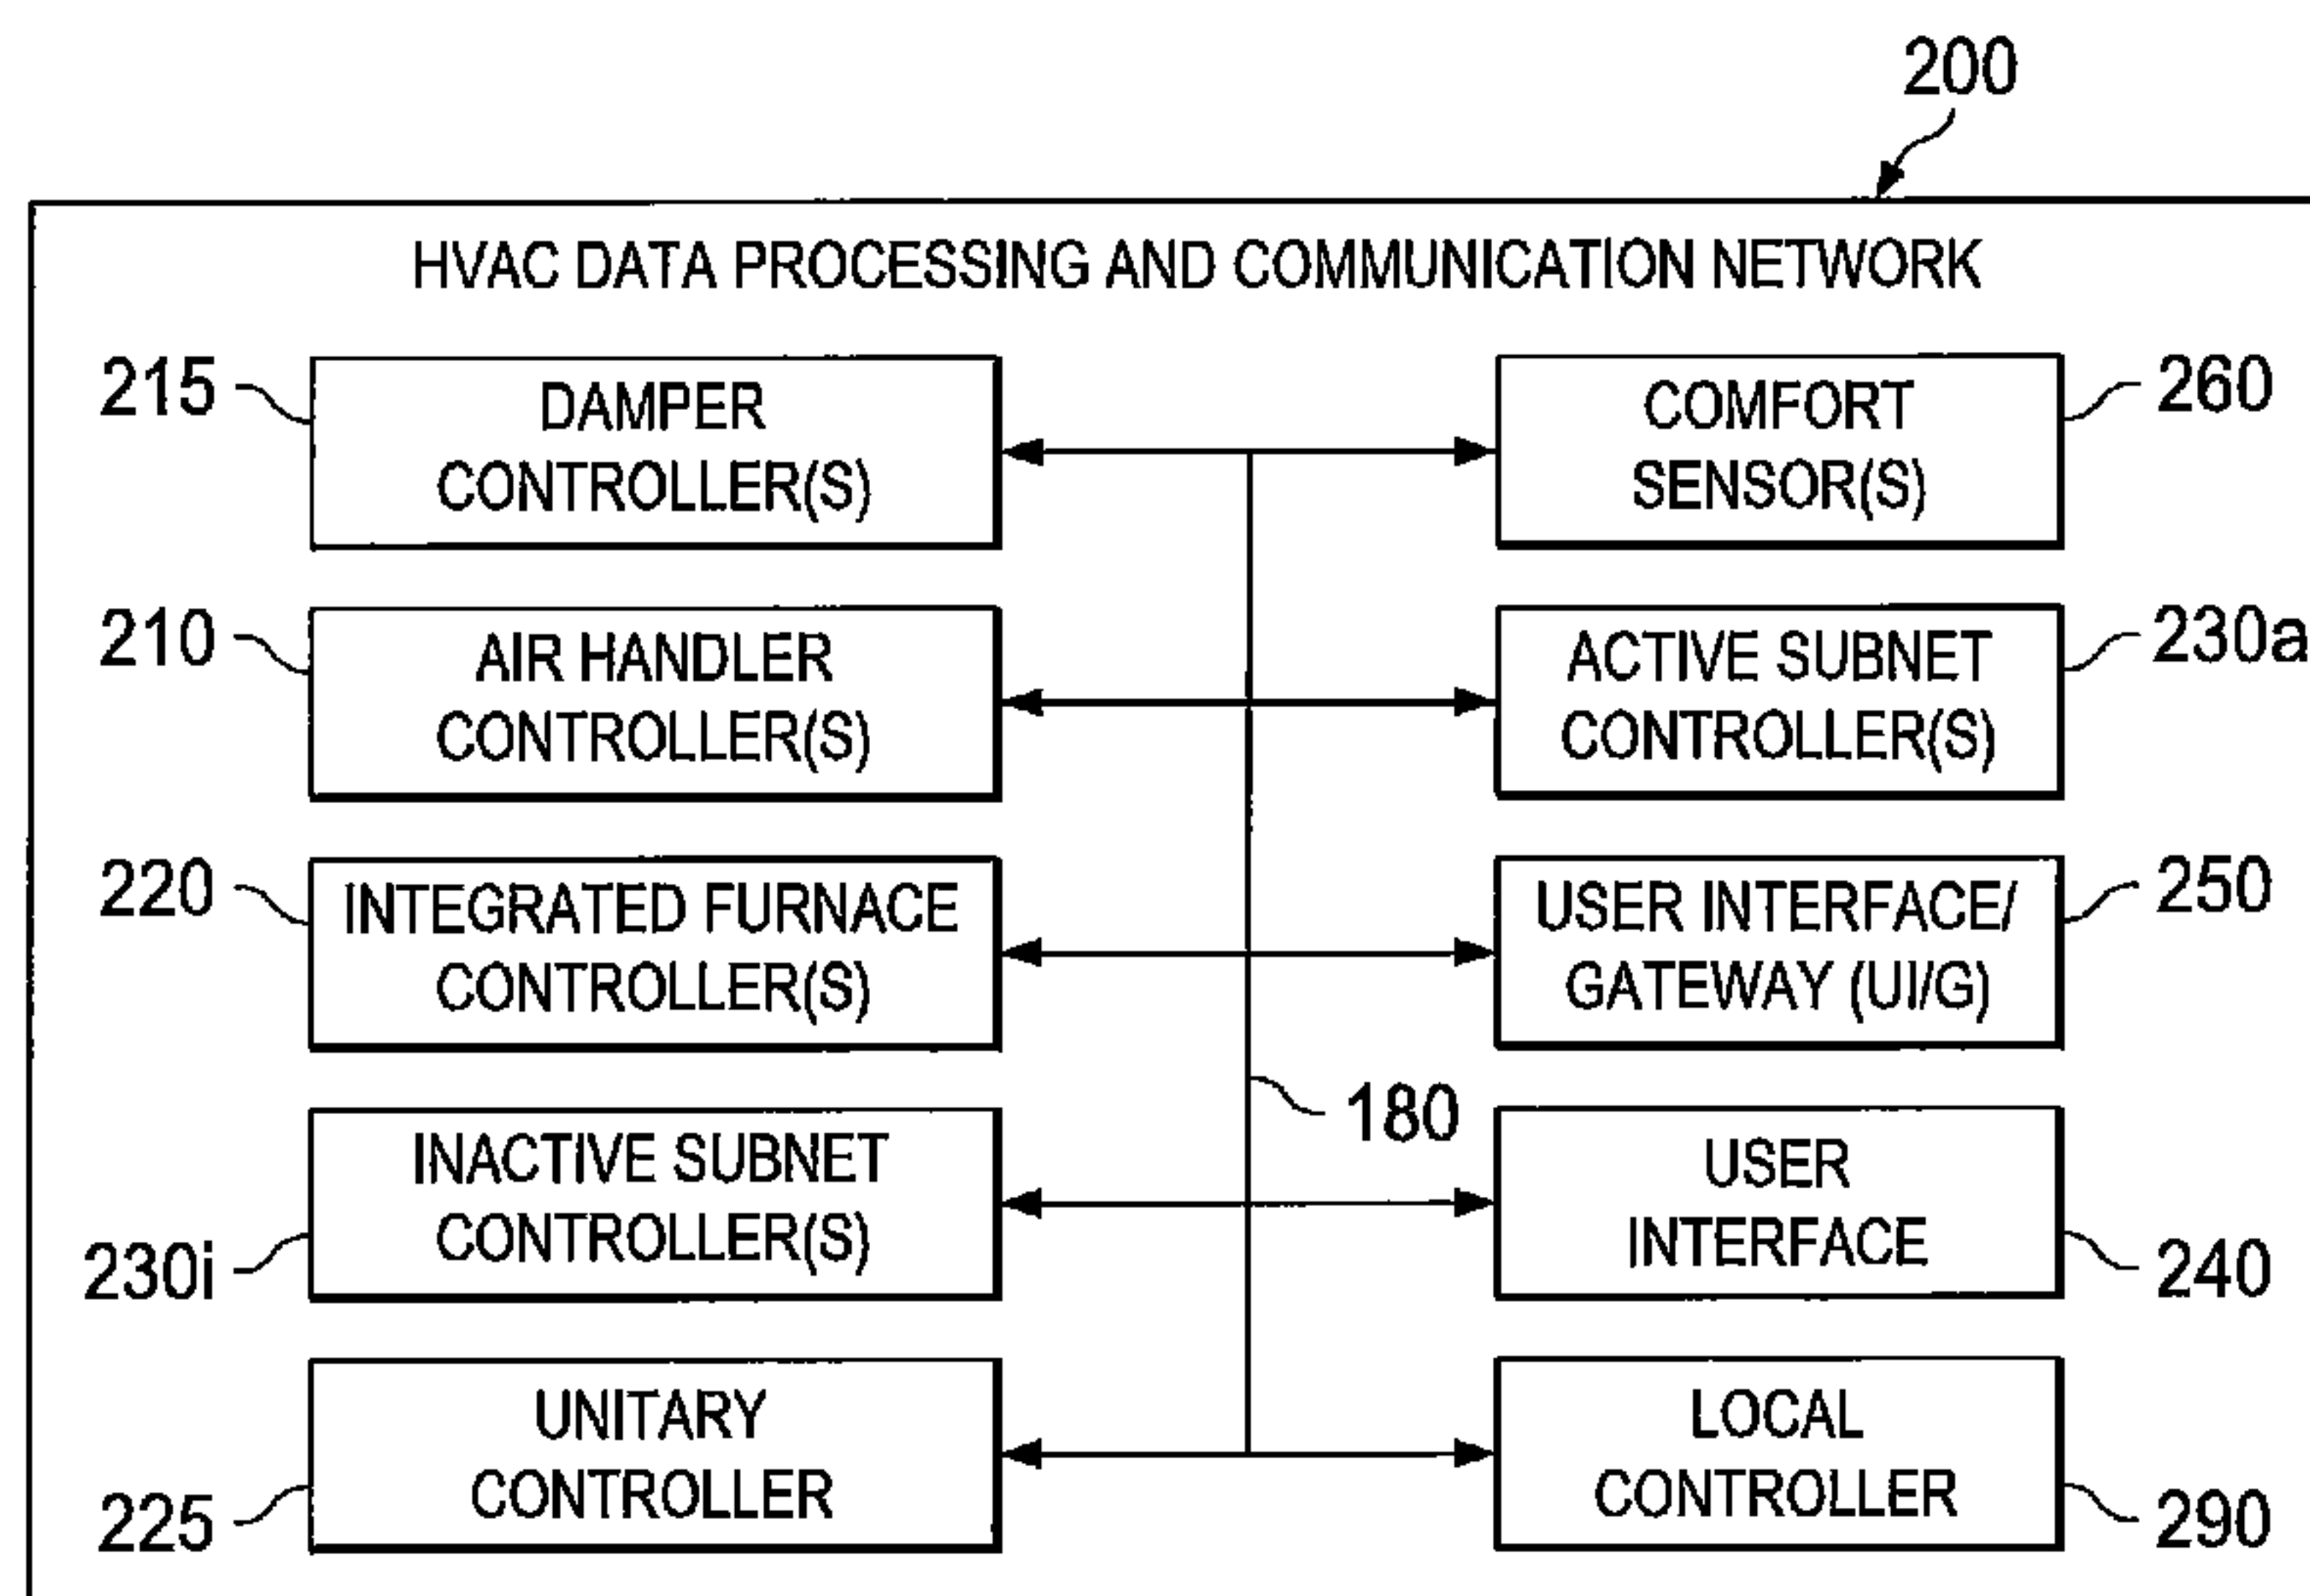 200
HVAC DATA PROCESSING AND COMMUNICATION NETWORK
215
DAMPER
CONTROLLER(S)
COMFORT
SENSOR(S)
260
210
AIR HANDLER
CONTROLLER(S)
ACTIVE SUBNET
CONTROLLER(S)
230a
220
INTEGRATED FURNACE
CONTROLLER(S)
USER INTERFACE/
GATEWAY (UI/G)
250
180
INACTIVE SUBNET
CONTROLLER(S)
230i
USER
INTERFACE
240
UNITARY
CONTROLLER
225
LOCAL
CONTROLLER
290